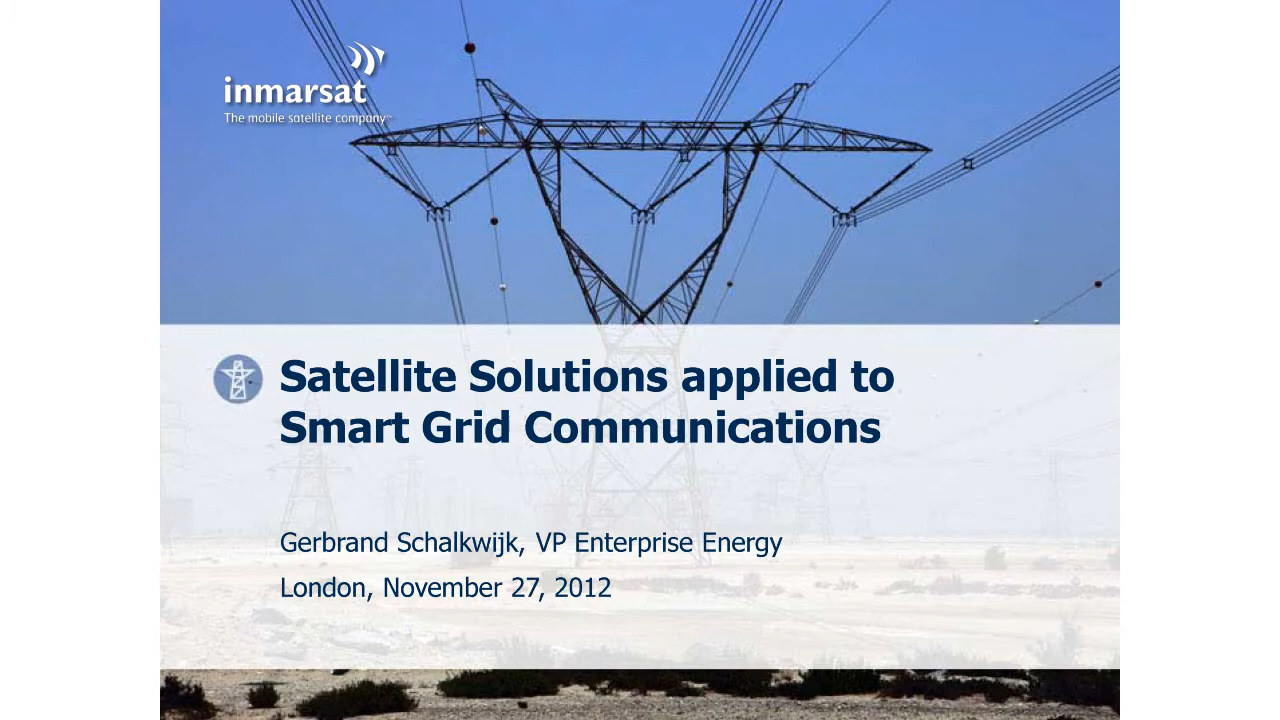 inmarsat
The mobile satellite company™
Satellite Solutions applied to
Smart Grid Communications
Gerbrand Schalkwijk, VP Enterprise Energy
London, November 27, 2012